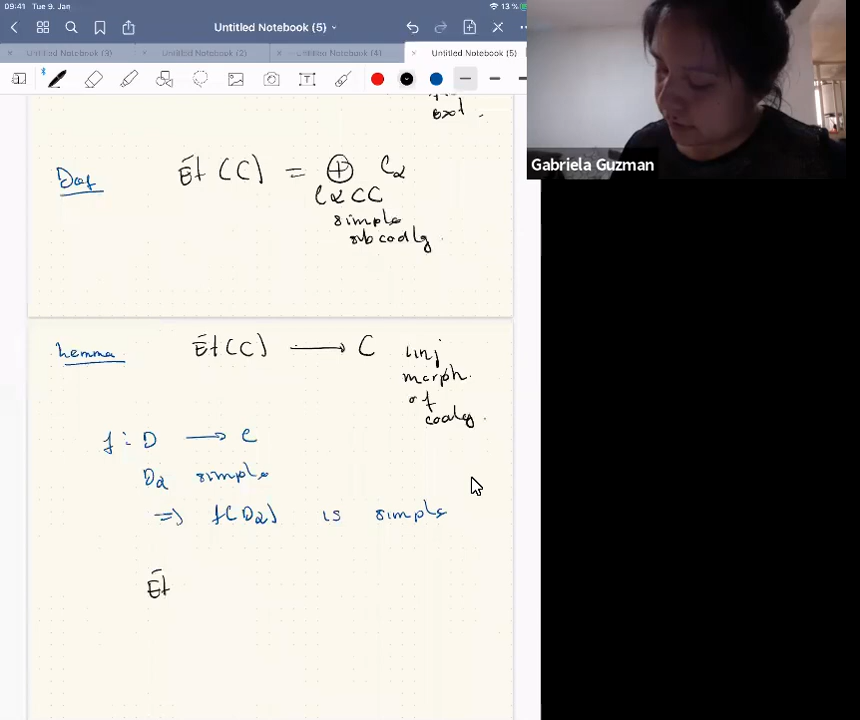 09:41 Tue 9. Jan
13 %
Untitled Notebook (5)
Untitled Notebook (3)
Untitled Notebook (2)
Untitled Notebook (4)
Untitled Notebook (5)
Gabriela Guzman
ext.
Def Ét (C) = ⊕ Cα
Cα ⊂ C
simple
subcoalg.
Lemma Ét (C) ⟶ C inj
morph.
of
coalg.
f : D ⟶ C
Dα simple
⇒ f(Dα) is simple
Ét